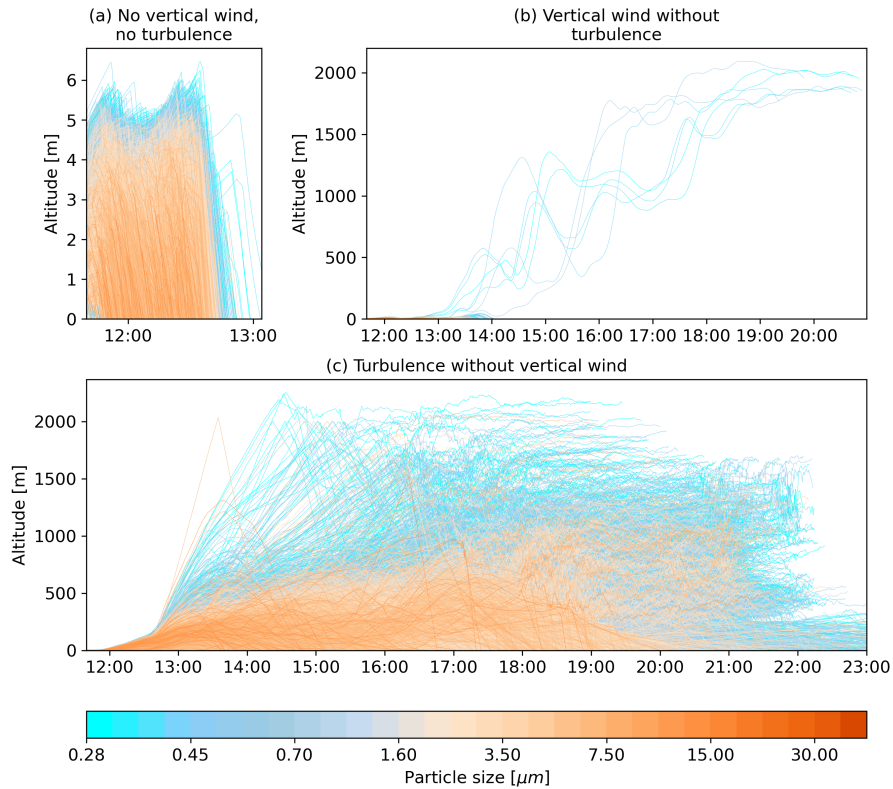 (a) No vertical wind,
no turbulence
(b) Vertical wind without
turbulence
Altitude [m]
6
5
4
3
2
1
0
12:00 13:00
Altitude [m]
2000
1500
1000
500
0
12:00 13:00 14:00 15:00 16:00 17:00 18:00 19:00 20:00
(c) Turbulence without vertical wind
Altitude [m]
2000
1500
1000
500
0
12:00 13:00 14:00 15:00 16:00 17:00 18:00 19:00 20:00 21:00 22:00 23:00
0.28 0.45 0.70 1.60 3.50 7.50 15.00 30.00
Particle size [μm]